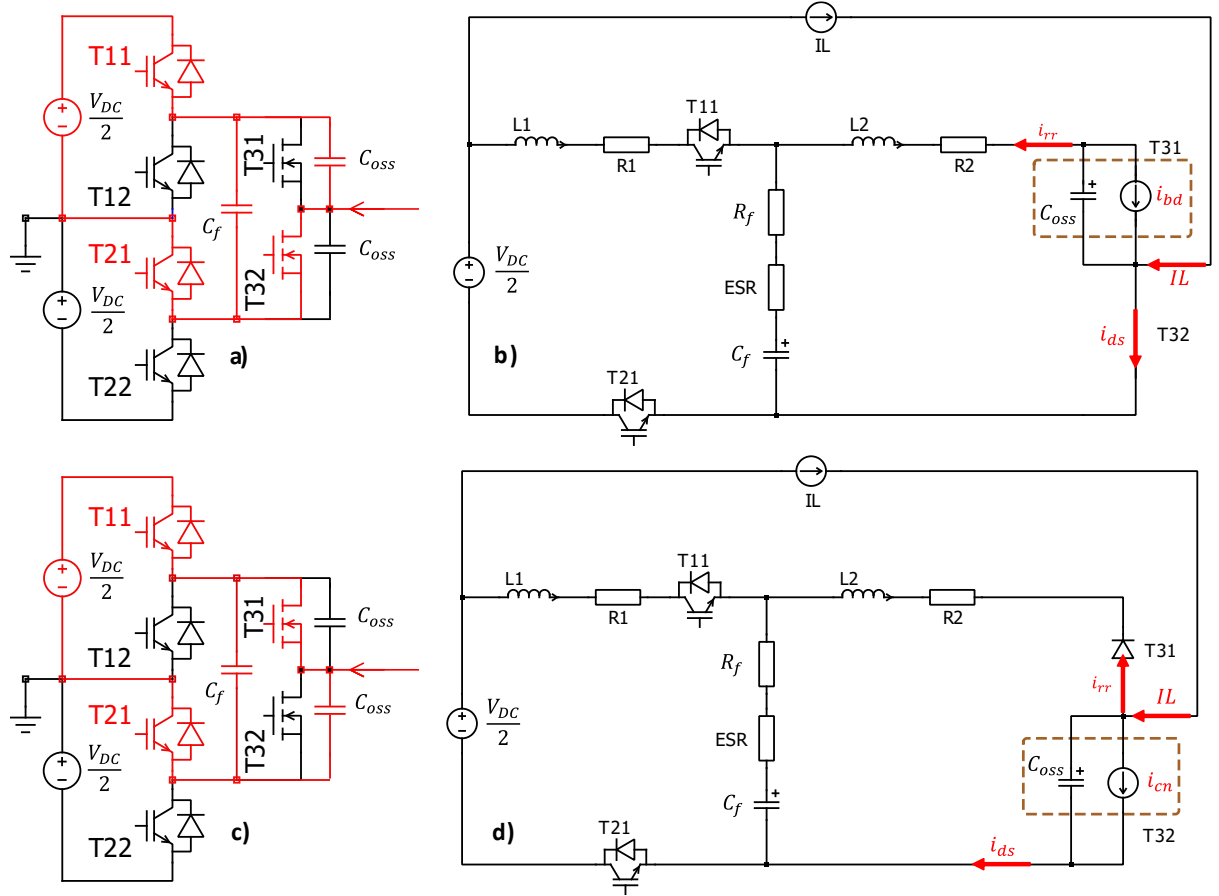 T11
V_DC/2
T12
T31
C_oss
C_f
T21
V_DC/2
T32
C_oss
T22
a)
IL
L1
R1
T11
L2
R2
i_rr
T31
C_oss
i_bd
R_f
V_DC/2
ESR
IL
C_f
i_ds
T32
T21
b)
T11
V_DC/2
T12
T31
C_oss
C_f
T21
V_DC/2
T32
C_oss
T22
c)
IL
L1
R1
T11
L2
R2
T31
R_f
i_rr
IL
V_DC/2
ESR
C_oss
i_cn
C_f
T32
T21
i_ds
d)